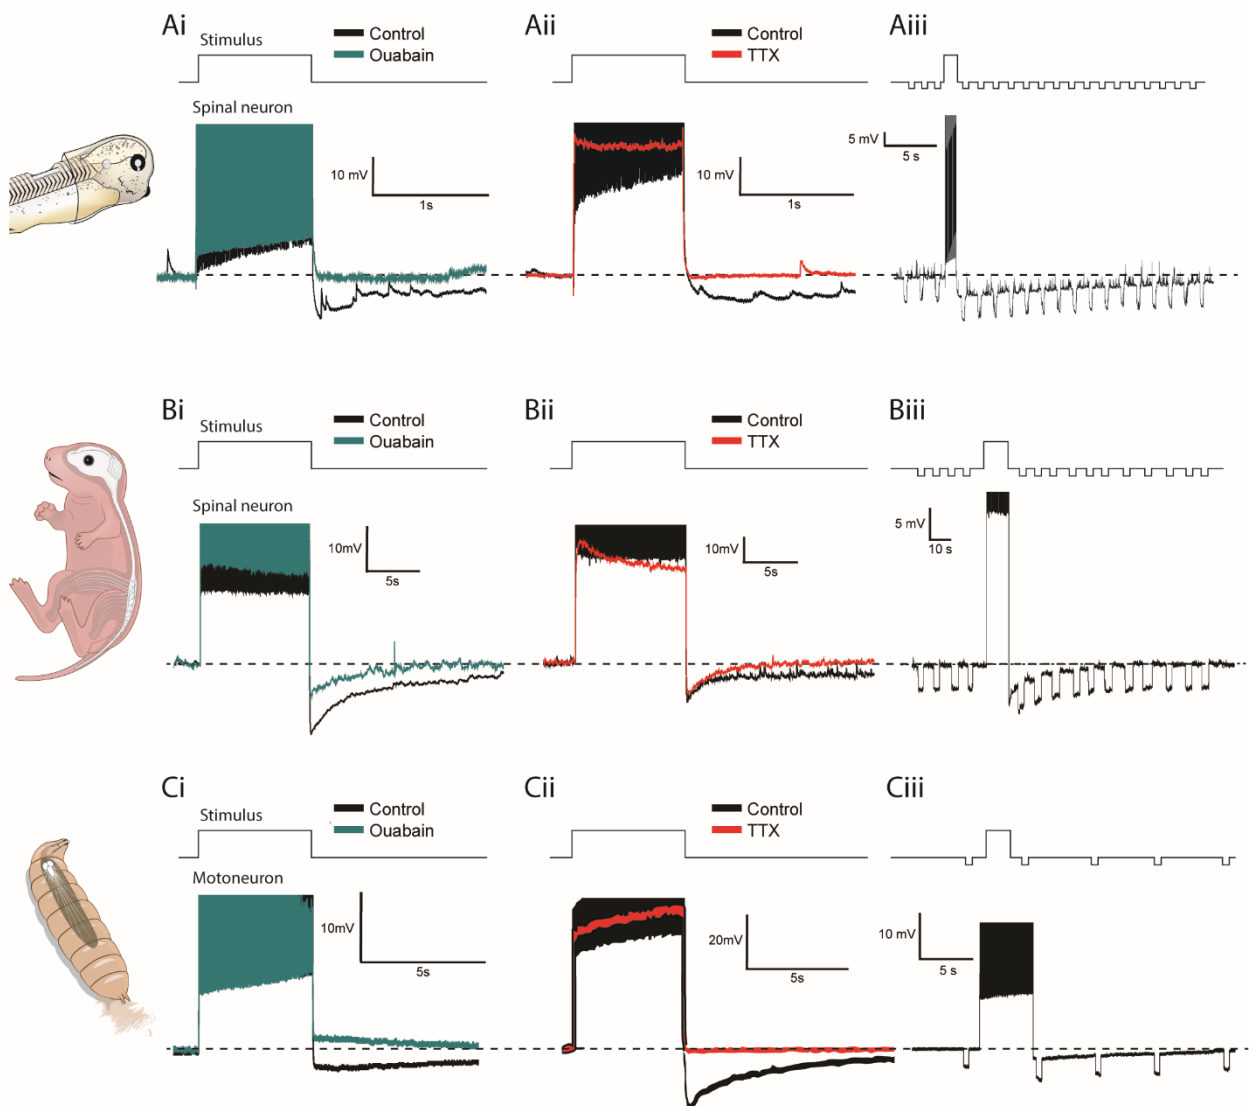 Ai
Control
Ouabain
Stimulus
Spinal neuron
10 mV
1s
Aii
Control
TTX
10 mV
1s
Aiii
5 mV
5 s
Bi
Control
Ouabain
Stimulus
Spinal neuron
10mV
5s
Bii
Control
TTX
10mV
5s
Biii
5 mV
10 s
Ci
Control
Ouabain
Stimulus
Motoneuron
10mV
5s
Cii
Control
TTX
20mV
5s
Ciii
10 mV
5 s